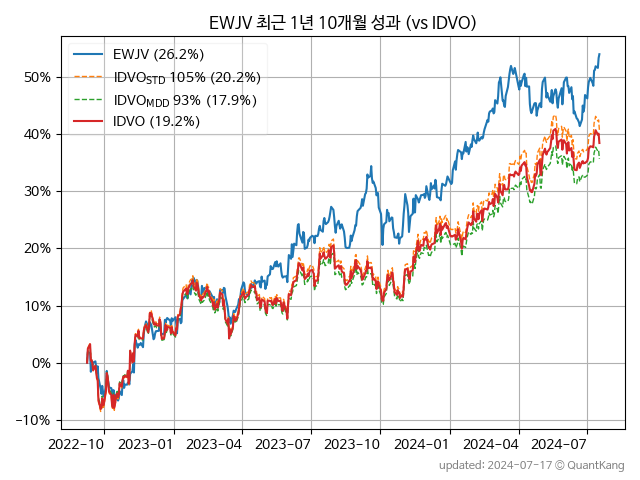 EWJV 최근 1년 10개월 성과 (vs IDVO)
EWJV (26.2%)
IDVO_STD 105% (20.2%)
IDVO_MDD 93% (17.9%)
IDVO (19.2%)
50%
40%
30%
20%
10%
0%
−10%
2022-10 2023-01 2023-04 2023-07 2023-10 2024-01 2024-04 2024-07
updated: 2024-07-17 © QuantKang